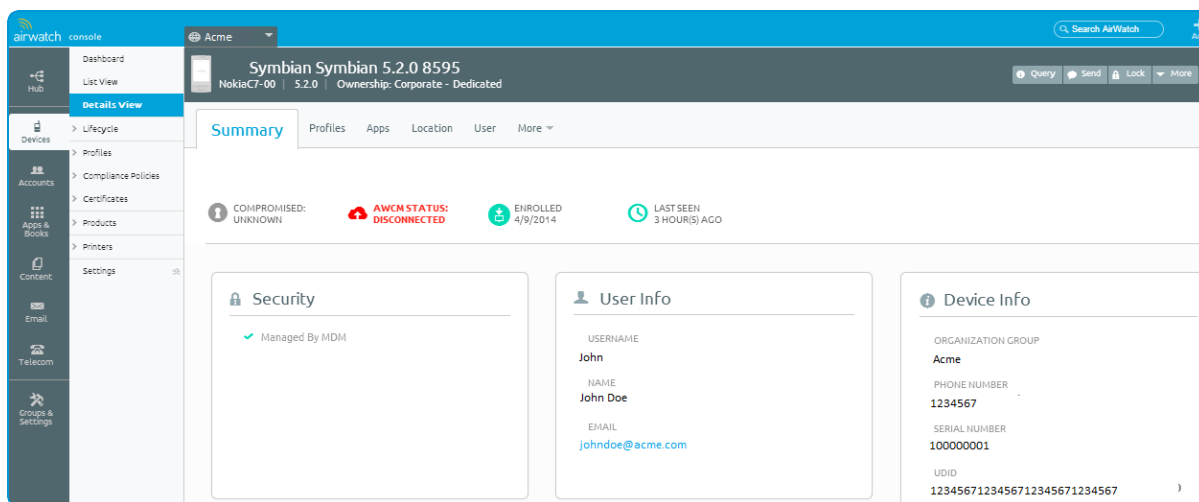 airwatch console
Acme
Search AirWatch
Hub
Devices
Accounts
Apps &
Books
Content
Email
Telecom
Groups &
Settings
Dashboard
List View
Details View
Lifecycle
Profiles
Compliance Policies
Certificates
Products
Printers
Settings
Symbian Symbian 5.2.0 8595
NokiaC7-00 | 5.2.0 | Ownership: Corporate - Dedicated
Query Send Lock More
Summary Profiles Apps Location User More
COMPROMISED:
UNKNOWN
AWCM STATUS:
DISCONNECTED
ENROLLED
4/9/2014
LAST SEEN
3 HOUR(S) AGO
Security
Managed By MDM
User Info
USERNAME
John
NAME
John Doe
EMAIL
johndoe@acme.com
Device Info
ORGANIZATION GROUP
Acme
PHONE NUMBER
1234567
SERIAL NUMBER
100000001
UDID
1234567123456712345671234567 )